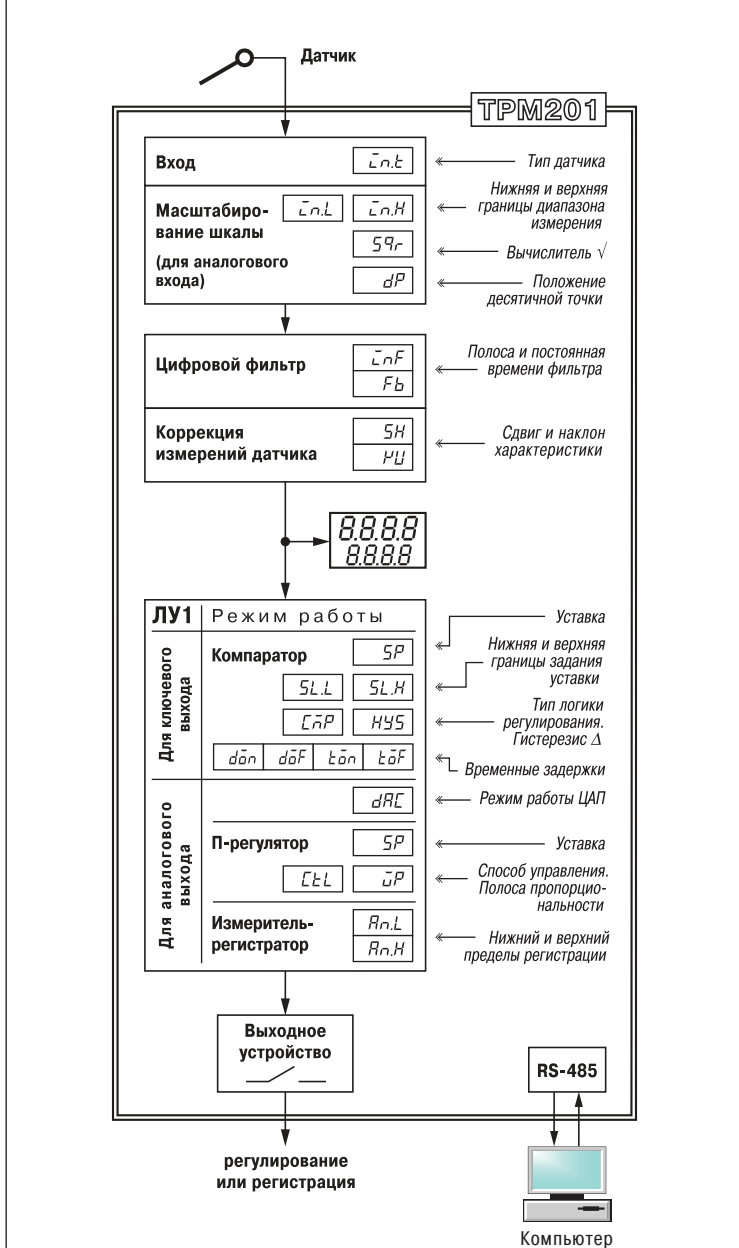 Датчик
ТРМ201
Вход
in.t
Тип датчика
Масштабиро-
вание шкалы
(для аналогового
входа)
in.L
in.H
Нижняя и верхняя
границы диапазона
измерения
Sqr
Вычислитель √
dP
Положение
десятичной точки
Цифровой фильтр
inF
Fb
Полоса и постоянная
времени фильтра
Коррекция
измерений датчика
SH
KU
Сдвиг и наклон
характеристики
8.8.8.8
8.8.8.8
ЛУ1
Режим работы
Для ключевого
выхода
Компаратор
SP
Уставка
SL.L
SL.H
Нижняя и верхняя
границы задания
уставки
CmP
HYS
Тип логики
регулирования.
Гистерезис Δ
don
doF
ton
toF
Временные задержки
Для аналогового
выхода
dAC
Режим работы ЦАП
П-регулятор
SP
Уставка
CtL
Способ управления.
Полоса пропорцио-
нальности
Измеритель-
регистратор
An.L
An.H
Нижний и верхний
пределы регистрации
Выходное
устройство
RS-485
регулирование
или регистрация
Компьютер